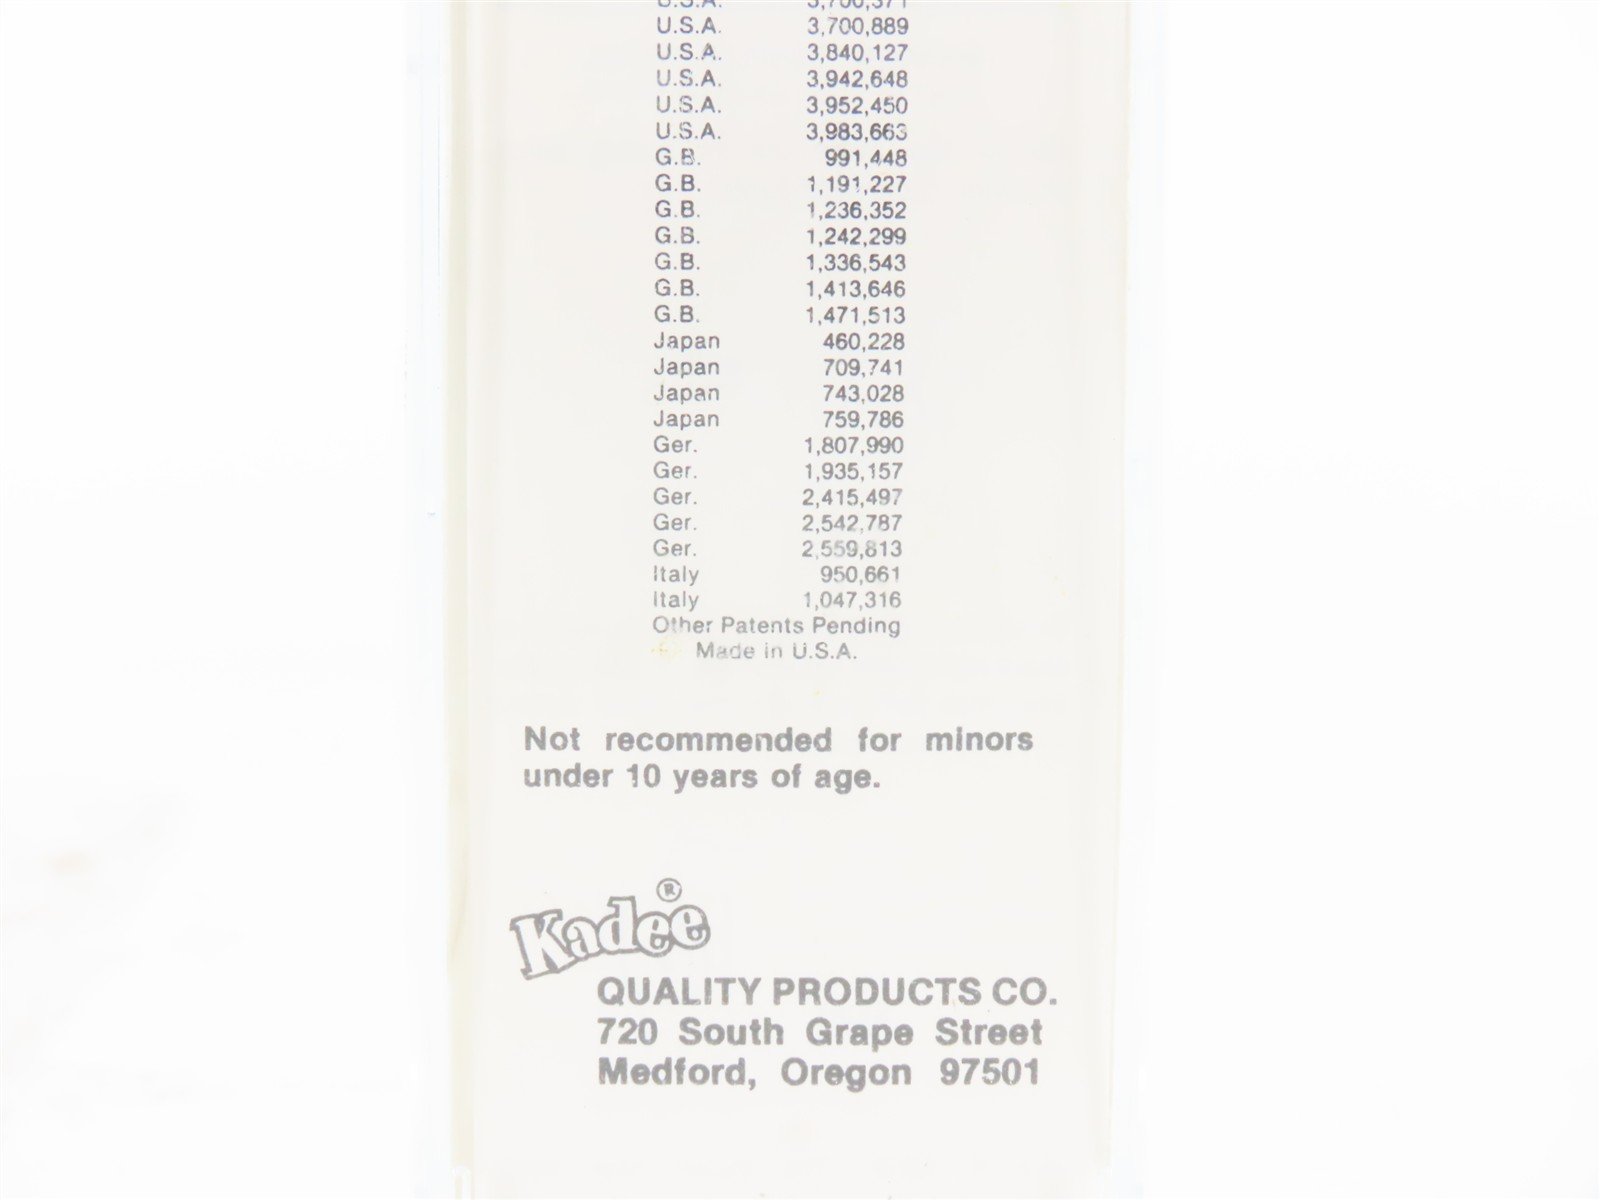 U.S.A. 3,700,371
U.S.A. 3,700,889
U.S.A. 3,840,127
U.S.A. 3,942,648
U.S.A. 3,952,450
U.S.A. 3,983,663
G.B. 991,448
G.B. 1,191,227
G.B. 1,236,352
G.B. 1,242,299
G.B. 1,336,543
G.B. 1,413,646
G.B. 1,471,513
Japan 460,228
Japan 709,741
Japan 743,028
Japan 759,786
Ger. 1,807,990
Ger. 1,935,157
Ger. 2,415,497
Ger. 2,542,787
Ger. 2,559,813
Italy 950,661
Italy 1,047,316
Other Patents Pending
Made in U.S.A.
Not recommended for minors
under 10 years of age.
Kadee®
QUALITY PRODUCTS CO.
720 South Grape Street
Medford, Oregon 97501